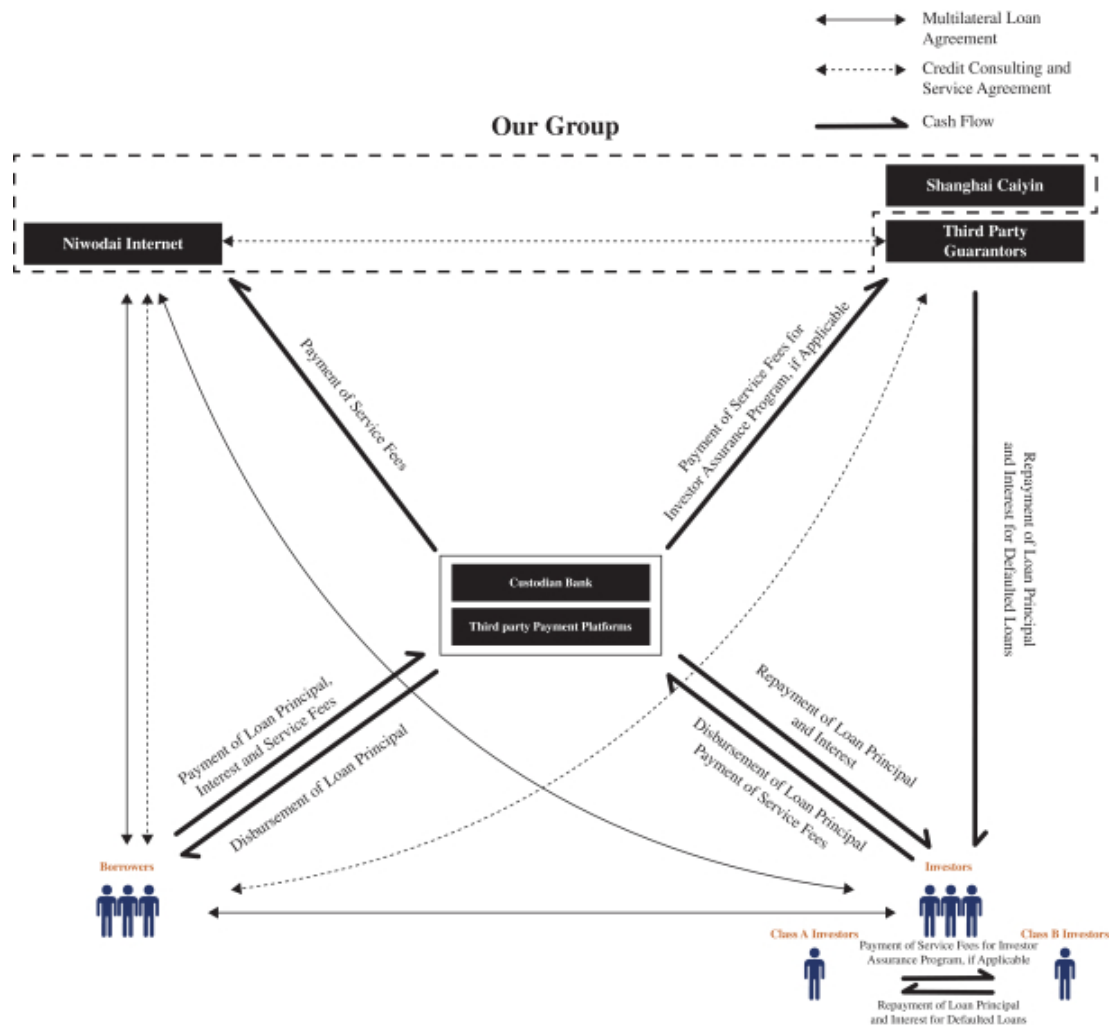 Multilateral Loan
Agreement
Credit Consulting and
Service Agreement
Cash Flow
Our Group
Shanghai Caiyin
Niwodai Internet
Third Party
Guarantors
Payment of Service Fees
Payment of Service Fees for
Investor Assurance Program, if Applicable
Repayment of Loan Principal
and Interest for Defaulted Loans
Custodian Bank
Third party Payment Platforms
Payment of Loan Principal,
Interest and Service Fees
Disbursement of Loan Principal
Repayment of Loan Principal
and Interest
Disbursement of Loan Principal
Payment of Service Fees
Borrowers
Investors
Class A Investors
Class B Investors
Payment of Service Fees for Investor
Assurance Program, if Applicable
Repayment of Loan Principal
and Interest for Defaulted Loans